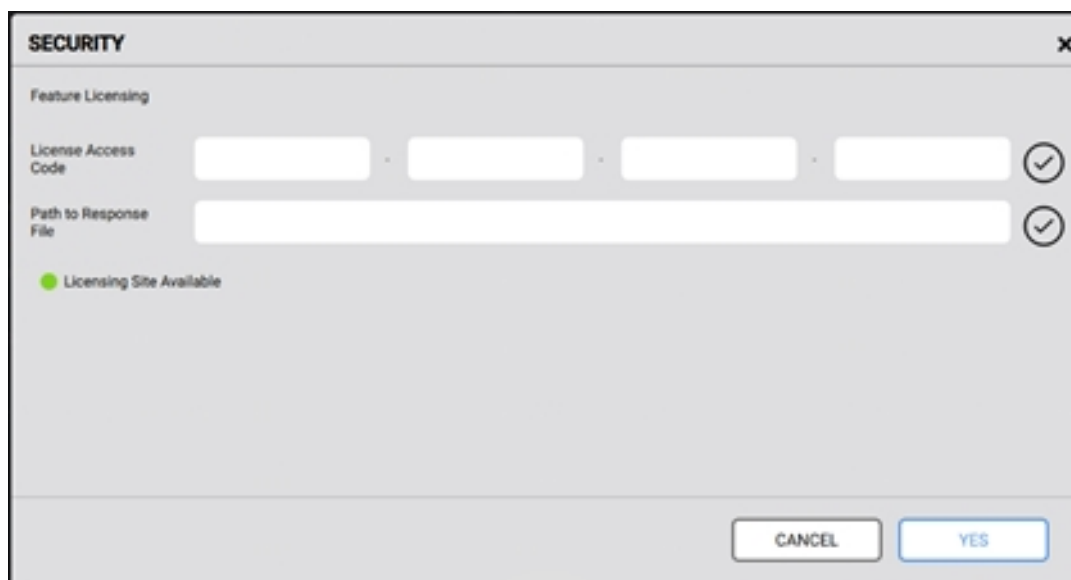 SECURITY
Feature Licensing
License Access
Code
Path to Response
File
Licensing Site Available
CANCEL
YES